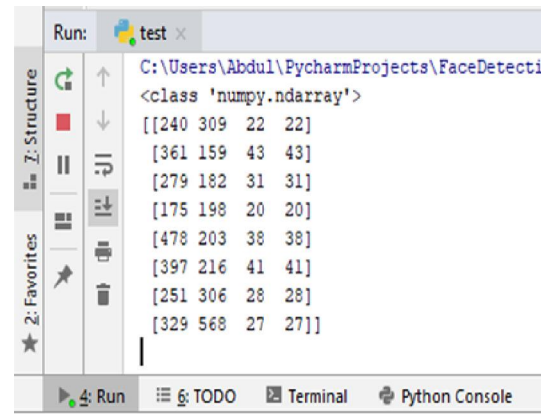 Run: test
C:\Users\Abdul\PycharmProjects\FaceDetecti
<class 'numpy.ndarray'>
[[240 309 22 22]
[361 159 43 43]
[279 182 31 31]
[175 198 20 20]
[478 203 38 38]
[397 216 41 41]
[251 306 28 28]
[329 568 27 27]]
7: Structure
2: Favorites
4: Run 6: TODO Terminal Python Console